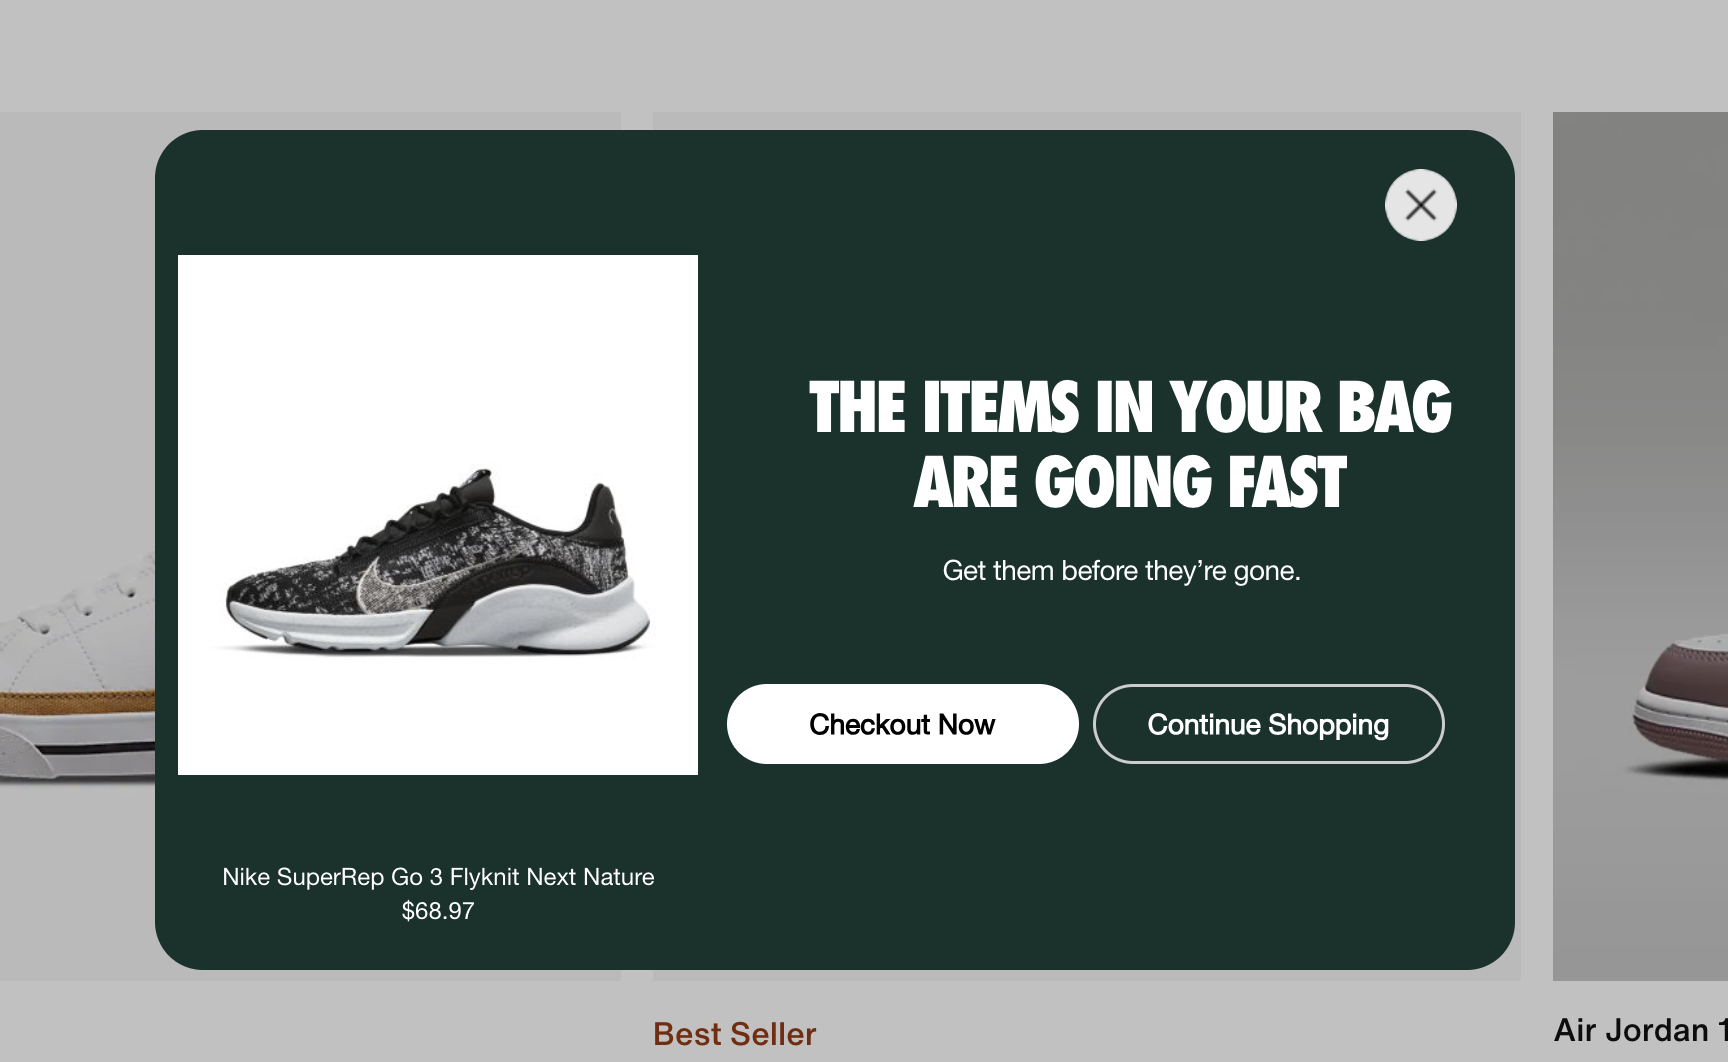 THE ITEMS IN YOUR BAG
ARE GOING FAST
Get them before they’re gone.
Checkout Now
Continue Shopping
Nike SuperRep Go 3 Flyknit Next Nature
$68.97
Best Seller
Air Jordan 1